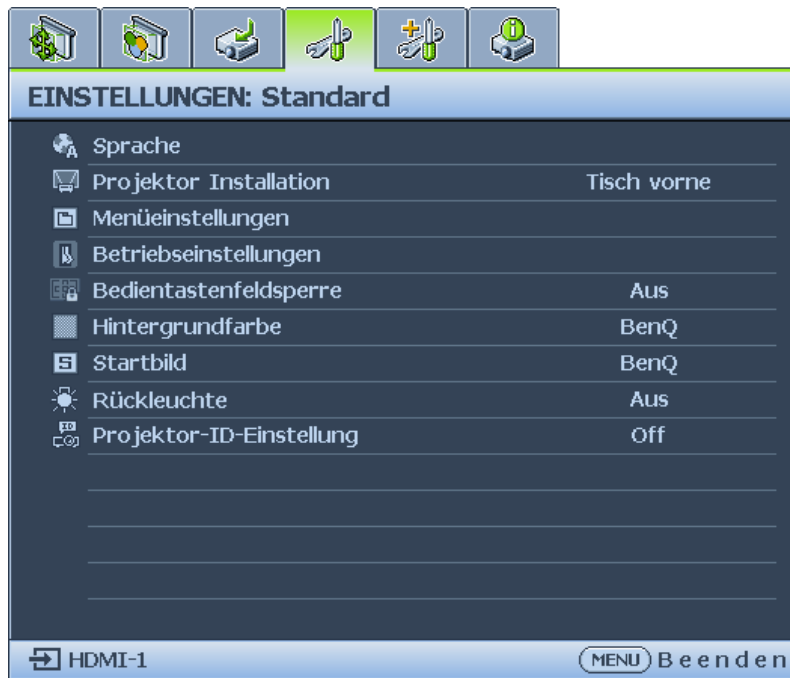 EINSTELLUNGEN: Standard
Sprache
Projektor Installation Tisch vorne
Menüeinstellungen
Betriebseinstellungen
Bedientastenfeldsperre Aus
Hintergrundfarbe BenQ
Startbild BenQ
Rückleuchte Aus
Projektor-ID-Einstellung Off
HDMI-1 MENU Beenden